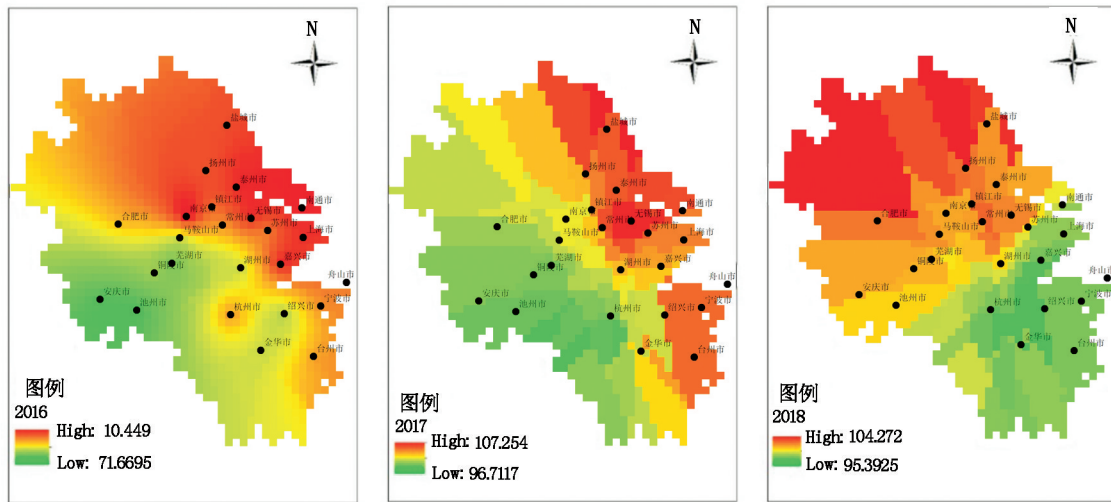 N
盐城市
扬州市
泰州市
镇江市
南通市
南京市
常州市
无锡市
合肥市
苏州市
马鞍山市
上海市
芜湖市
铜陵市
湖州市
嘉兴市
舟山市
安庆市
池州市
杭州市
绍兴市
宁波市
金华市
台州市
图例
2016
High: 10.449
Low: 71.6695
N
盐城市
扬州市
泰州市
镇江市
南通市
南京市
常州市
无锡市
合肥市
苏州市
马鞍山市
上海市
芜湖市
铜陵市
湖州市
嘉兴市
舟山市
安庆市
池州市
杭州市
绍兴市
宁波市
金华市
台州市
图例
2017
High: 107.254
Low: 96.7117
N
盐城市
扬州市
泰州市
镇江市
南通市
南京市
常州市
无锡市
合肥市
苏州市
马鞍山市
上海市
芜湖市
铜陵市
湖州市
嘉兴市
舟山市
安庆市
池州市
杭州市
绍兴市
宁波市
金华市
台州市
图例
2018
High: 104.272
Low: 95.3925